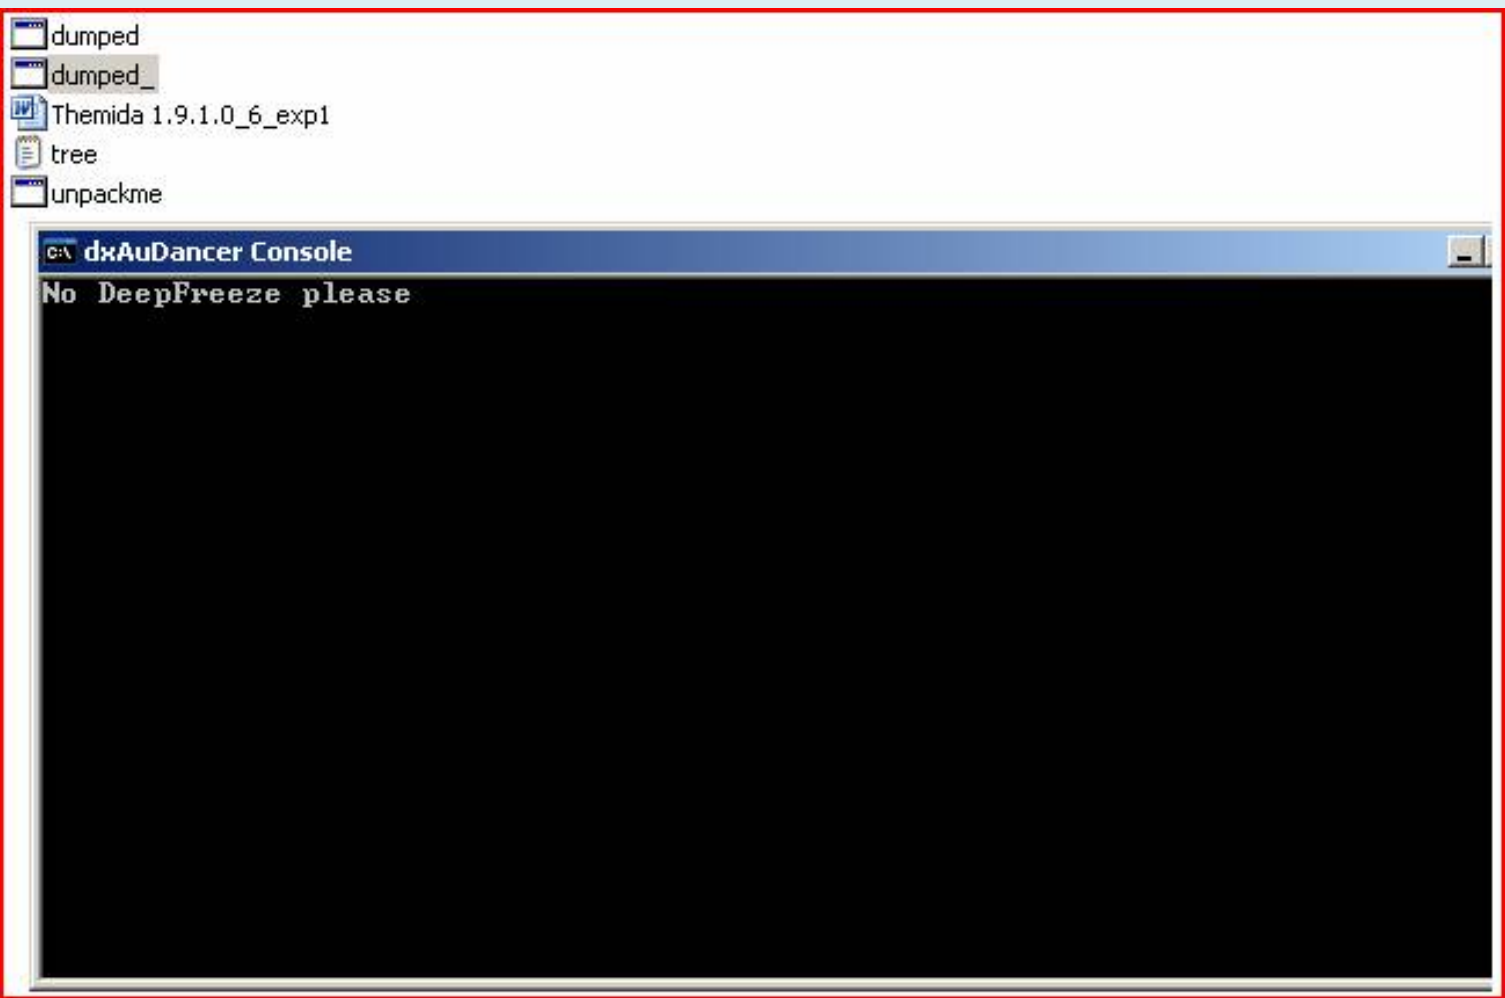 dumped
dumped_
Themida 1.9.1.0_6_exp1
tree
unpackme
C:\ dxAuDancer Console
No DeepFreeze please